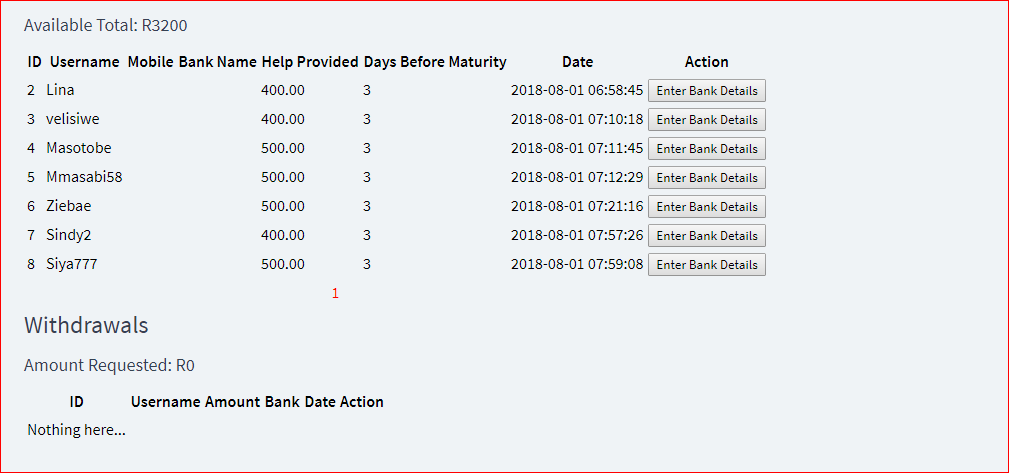 Available Total: R3200
ID Username Mobile Bank Name Help Provided Days Before Maturity Date Action
2 Lina 400.00 3 2018-08-01 06:58:45 Enter Bank Details
3 velisiwe 400.00 3 2018-08-01 07:10:18 Enter Bank Details
4 Masotobe 500.00 3 2018-08-01 07:11:45 Enter Bank Details
5 Mmasabi58 500.00 3 2018-08-01 07:12:29 Enter Bank Details
6 Ziebae 500.00 3 2018-08-01 07:21:16 Enter Bank Details
7 Sindy2 400.00 3 2018-08-01 07:57:26 Enter Bank Details
8 Siya777 500.00 3 2018-08-01 07:59:08 Enter Bank Details
1
Withdrawals
Amount Requested: R0
ID Username Amount Bank Date Action
Nothing here...